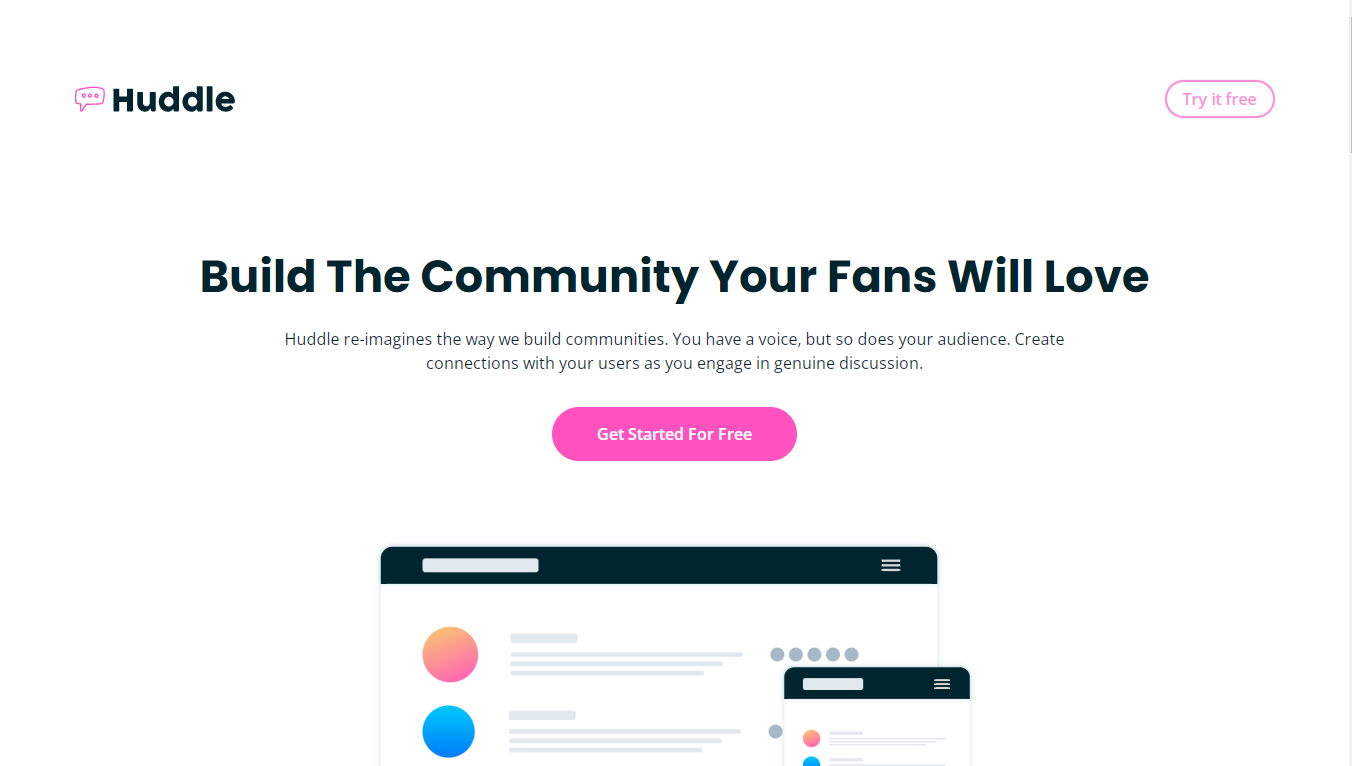 Huddle
Try it free
Build The Community Your Fans Will Love
Huddle re-imagines the way we build communities. You have a voice, but so does your audience. Create
connections with your users as you engage in genuine discussion.
Get Started For Free